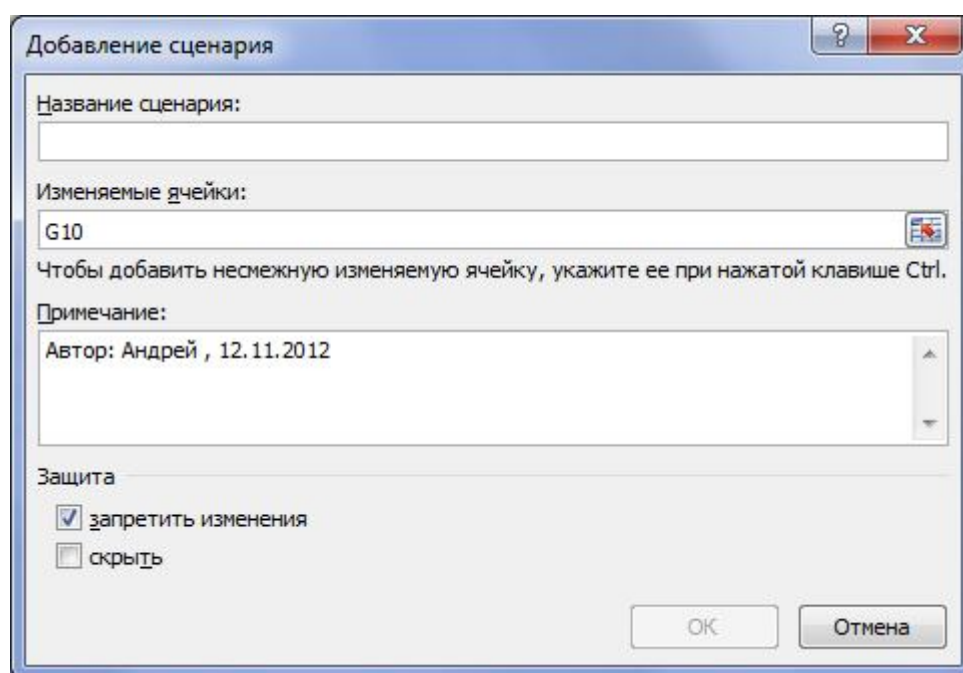 Добавление сценария
Название сценария:
Изменяемые ячейки:
G10
Чтобы добавить несмежную изменяемую ячейку, укажите ее при нажатой клавише Ctrl.
Примечание:
Автор: Андрей , 12.11.2012
Защита
запретить изменения
скрыть
ОК
Отмена